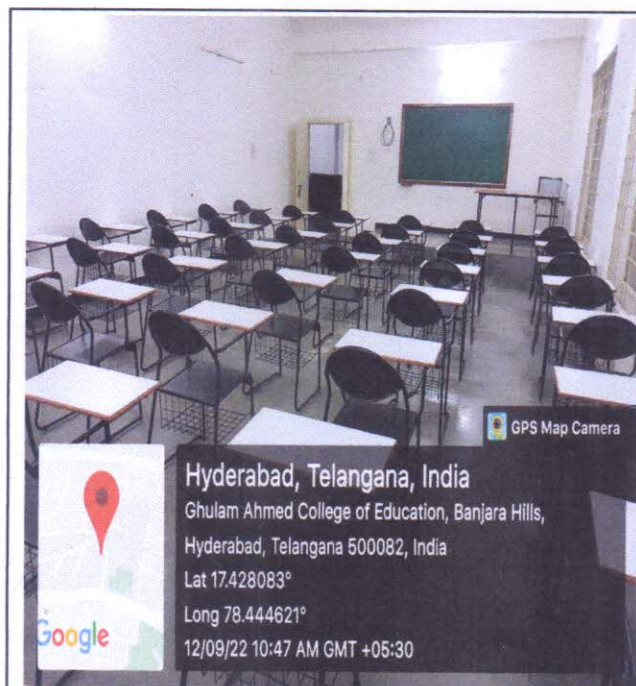 GPS Map Camera
Hyderabad, Telangana, India
Ghulam Ahmed College of Education, Banjara Hills,
Hyderabad, Telangana 500082, India
Lat 17.428083°
Long 78.444621°
12/09/22 10:47 AM GMT +05:30
Google